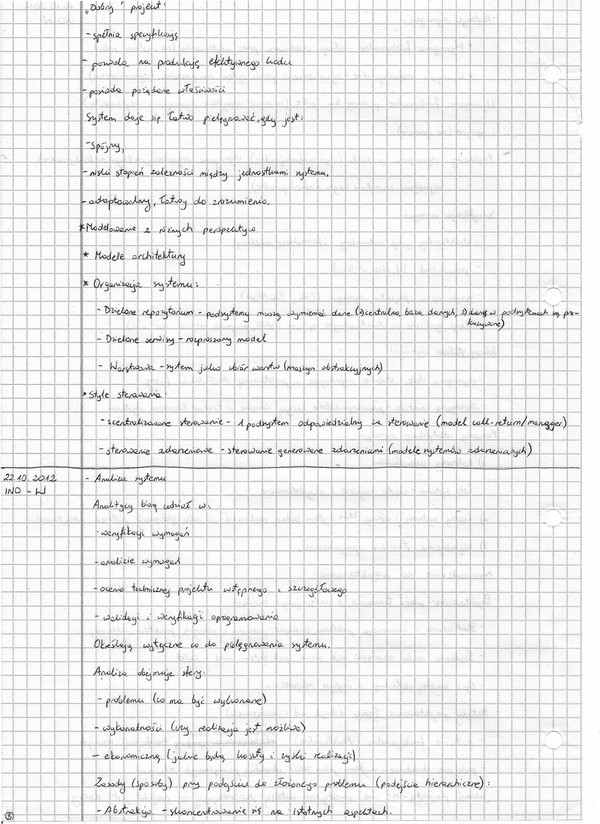 "Dobry" projekt:
- spełnia specyfikację
- pozwala na produkcję efektywnego kodu
- posiada pożądane właściwości
System daje się łatwo pielęgnować, gdy jest:
- Spójny,
- niski stopień zależności między jednostkami systemu,
- adaptowalny, łatwy do zrozumienia.
* Modelowanie z różnych perspektyw
* Modele architektury
* Organizacja systemu:
- Dzielone repozytorium - podsystemy muszą wymieniać dane (1) centralna baza danych, 2) dane w podsystemach są prze-
kazywane)
- Dzielone serwisy - rozproszony model
- Warstwowa - system jako zbiór warstw (maszyn abstrakcyjnych)
* Style sterowania
- scentralizowane sterowanie - 1 podsystem odpowiedzialny za sterowanie (model call-return/manager)
- sterowanie zdarzeniowe - sterowanie generowane zdarzeniami (modele systemów zdarzeniowych)
22.10.2012 - Analiza systemu
INO - W
Analitycy biorą udział w:
- weryfikacji wymagań
- analizie wymagań
- ocenie technicznej projektu wstępnego i szczegółowego
- walidacji i weryfikacji oprogramowania
Określają wytyczne co do pielęgnowania systemu.
Analiza obejmuje sfery:
- problemu (co ma być wykonane)
- wykonalności (czy realizacja jest możliwa)
- ekonomiczną (jakie będą koszty i zyski realizacji)
Zasady (sposoby) przy podejściu do złożonego problemu (podejście hierarchiczne):
- Abstrakcja - skoncentrowanie się na istotnych aspektach.
5